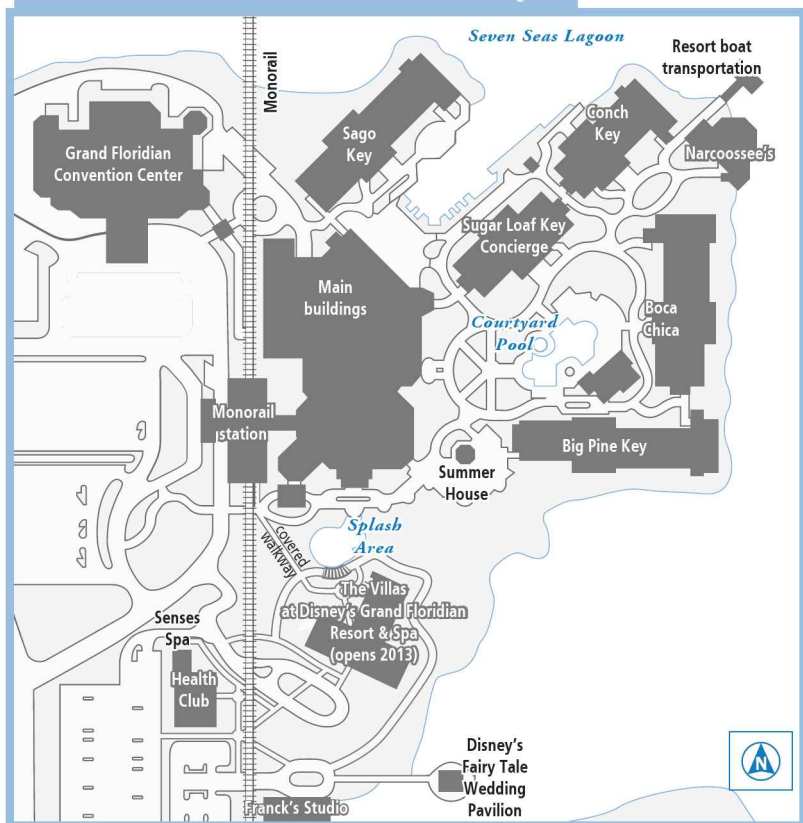 Seven Seas Lagoon
Resort boat
transportation
Monorail
Conch
Key
Sago
Key
Grand Floridian
Convention Center
Narcoossee's
Sugar Loaf Key
Concierge
Main
buildings
Boca
Chica
Courtyard
Pool
Monorail
station
Big Pine Key
Summer
House
Splash
Area
covered
walkway
The Villas
at Disney's Grand Floridian
Resort & Spa
(opens 2013)
Senses
Spa
Health
Club
Disney's
Fairy Tale
Wedding
Pavilion
N
Franck's Studio